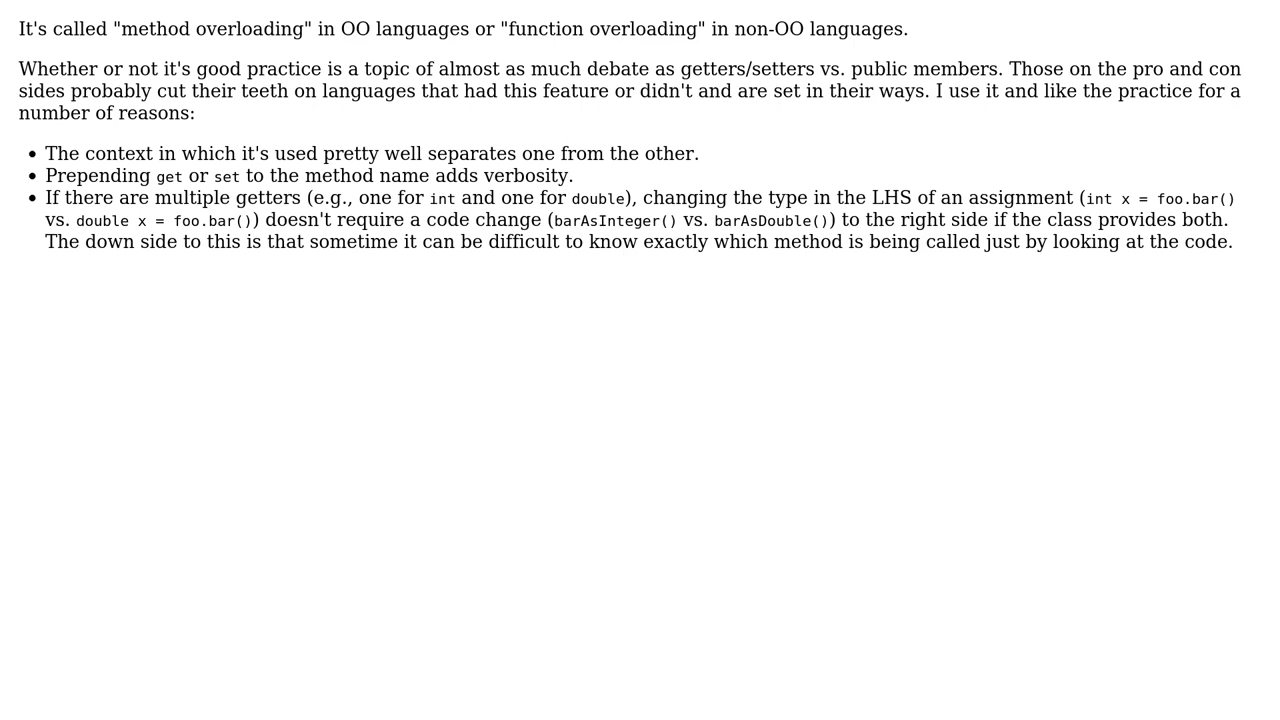 It's called "method overloading" in OO languages or "function overloading" in non-OO languages.
Whether or not it's good practice is a topic of almost as much debate as getters/setters vs. public members. Those on the pro and con
sides probably cut their teeth on languages that had this feature or didn't and are set in their ways. I use it and like the practice for a
number of reasons:
• The context in which it's used pretty well separates one from the other.
• Prepending get or set to the method name adds verbosity.
• If there are multiple getters (e.g., one for int and one for double), changing the type in the LHS of an assignment (int x = foo.bar()
vs. double x = foo.bar()) doesn't require a code change (barAsInteger() vs. barAsDouble()) to the right side if the class provides both.
The down side to this is that sometime it can be difficult to know exactly which method is being called just by looking at the code.